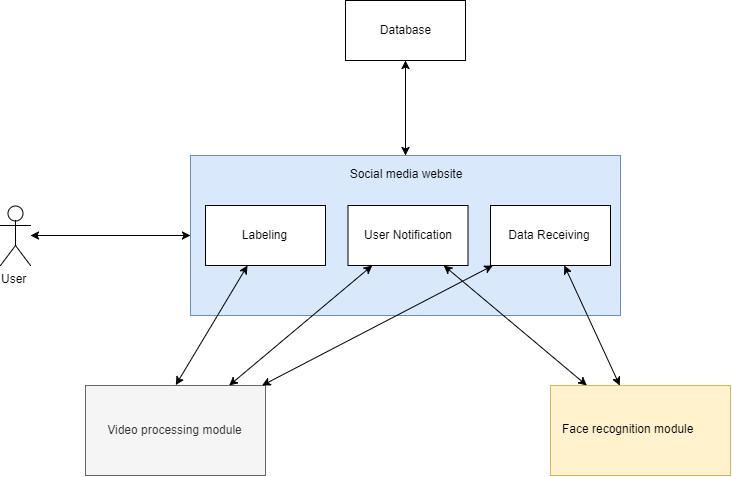 Database
Social media website
Labeling
User Notification
Data Receiving
User
Video processing module
Face recognition module